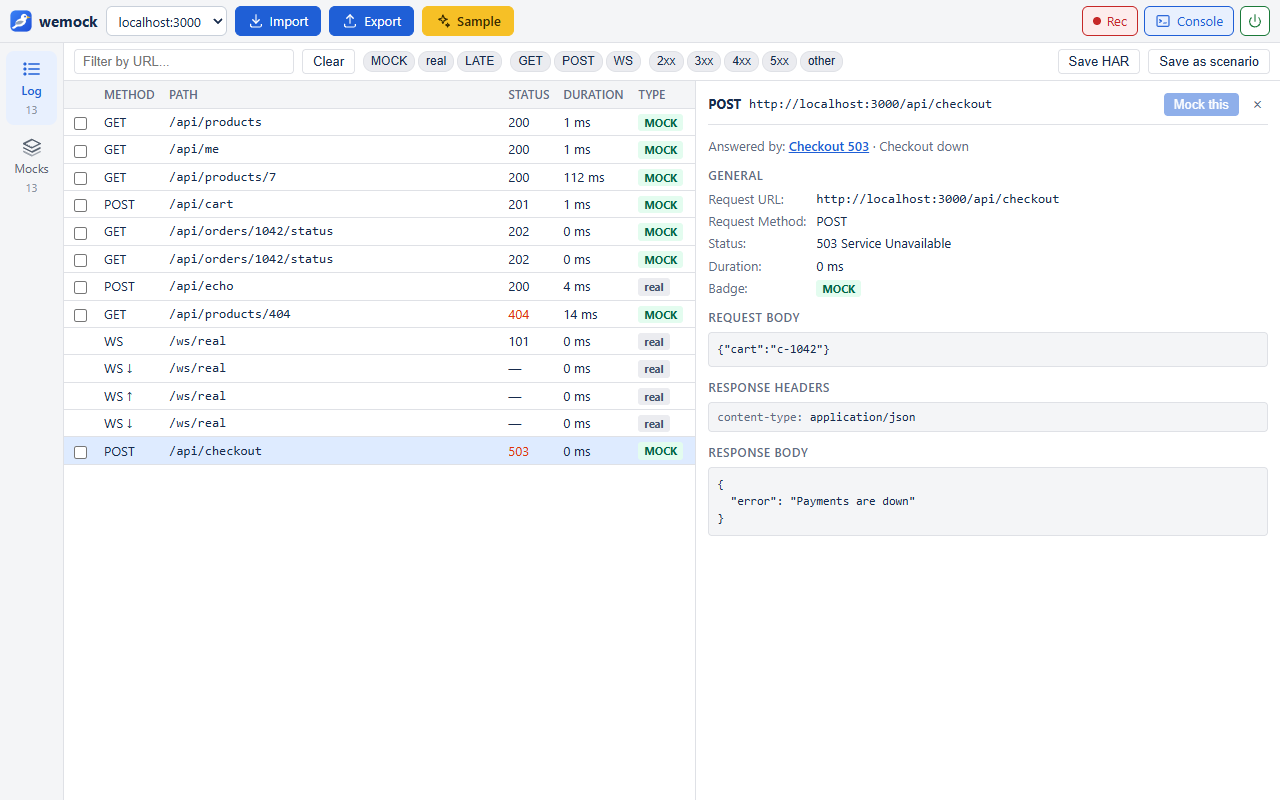 wemock localhost:3000 Import Export Sample Rec Console
Log
13
Mocks
13
Filter by URL... Clear MOCK real LATE GET POST WS 2xx 3xx 4xx 5xx other Save HAR Save as scenario
METHOD PATH STATUS DURATION TYPE
GET /api/products 200 1 ms MOCK
GET /api/me 200 1 ms MOCK
GET /api/products/7 200 112 ms MOCK
POST /api/cart 201 1 ms MOCK
GET /api/orders/1042/status 202 0 ms MOCK
GET /api/orders/1042/status 202 0 ms MOCK
POST /api/echo 200 4 ms real
GET /api/products/404 404 14 ms MOCK
WS /ws/real 101 0 ms real
WS ↓ /ws/real — 0 ms real
WS ↑ /ws/real — 0 ms real
WS ↓ /ws/real — 0 ms real
POST /api/checkout 503 0 ms MOCK
POST http://localhost:3000/api/checkout Mock this ×
Answered by: Checkout 503 · Checkout down
GENERAL
Request URL: http://localhost:3000/api/checkout
Request Method: POST
Status: 503 Service Unavailable
Duration: 0 ms
Badge: MOCK
REQUEST BODY
{"cart":"c-1042"}
RESPONSE HEADERS
content-type: application/json
RESPONSE BODY
{
"error": "Payments are down"
}